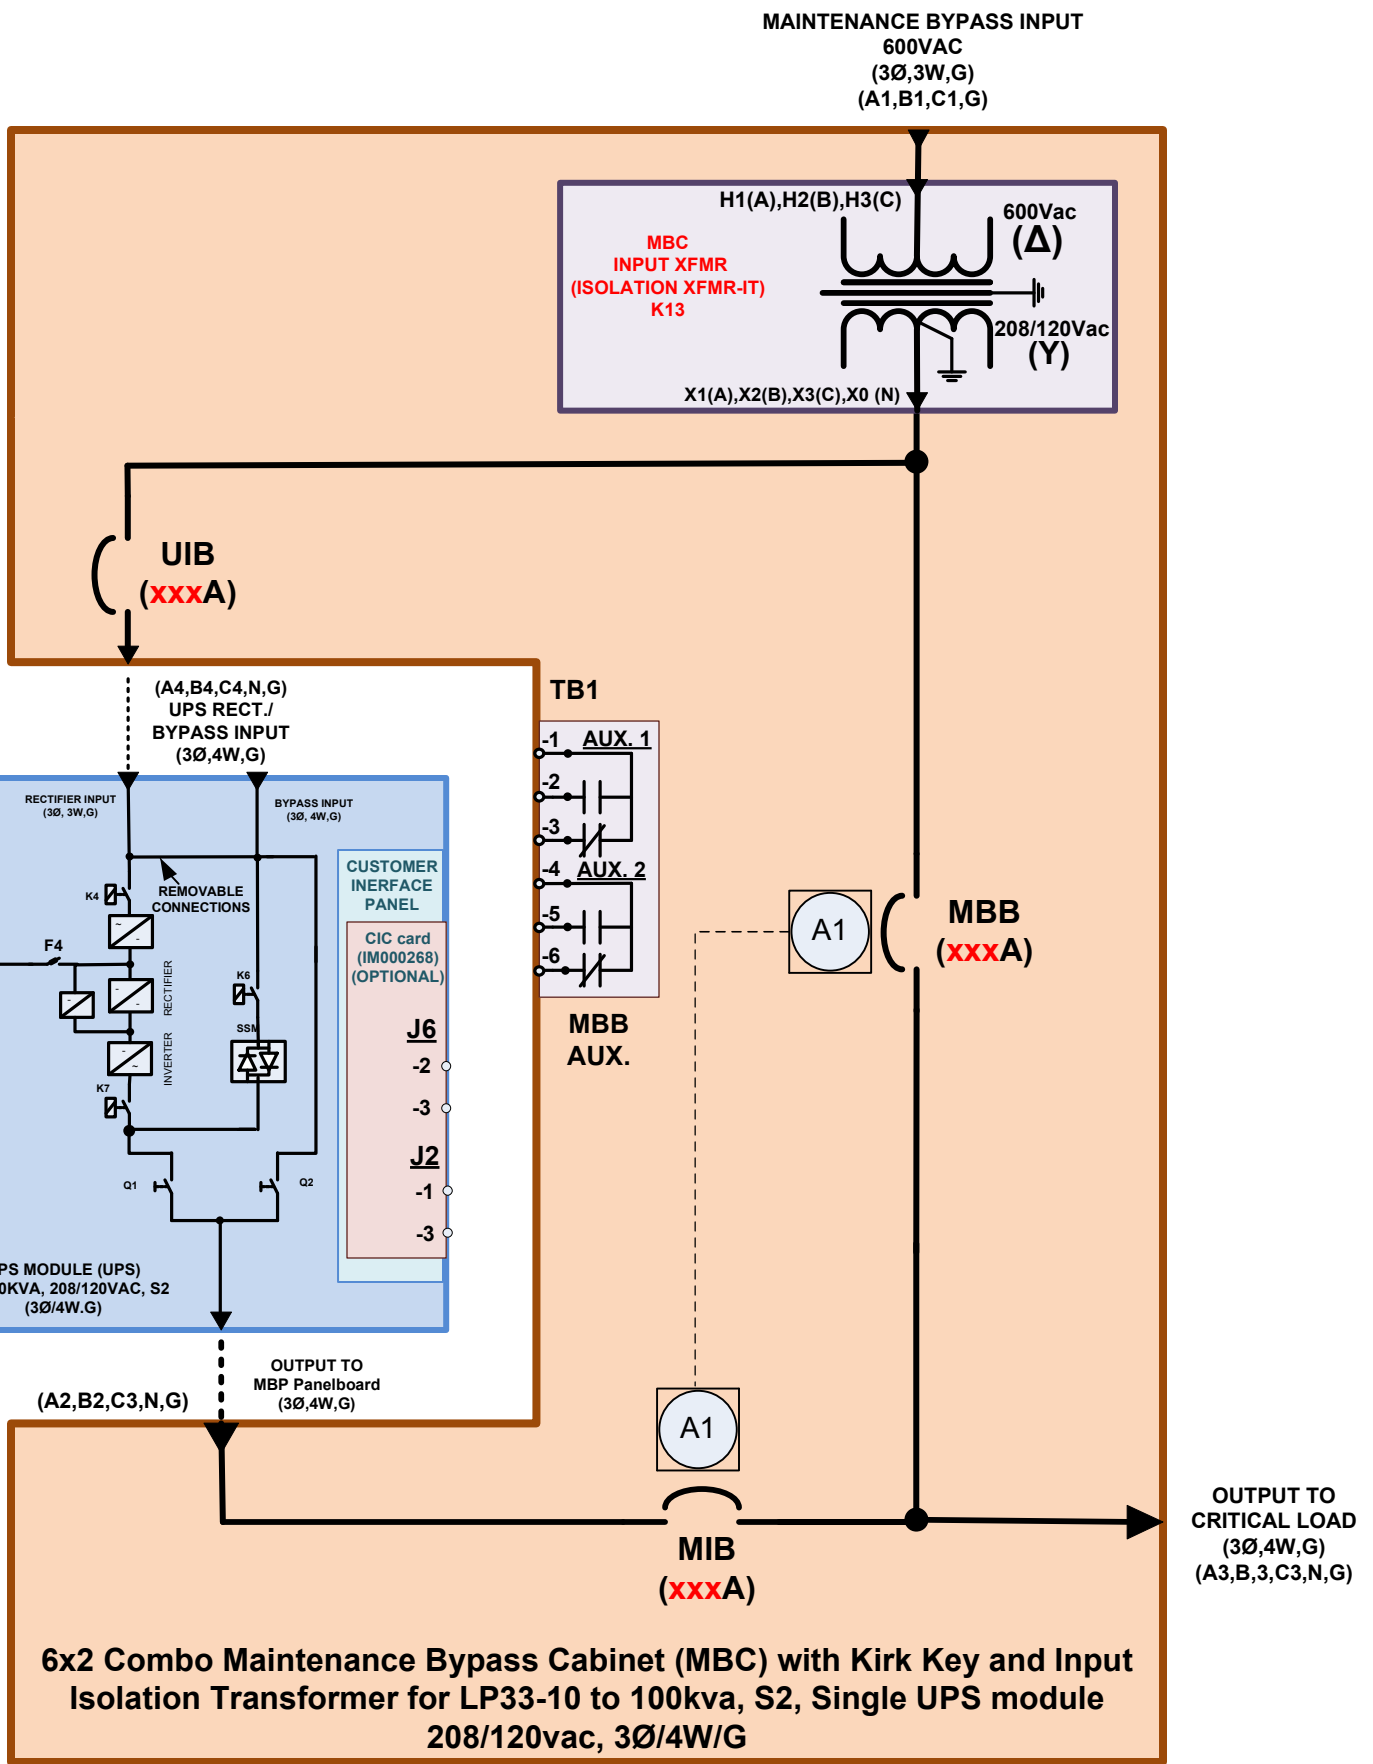 MAINTENANCE BYPASS INPUT
600VAC
(3Ø,3W,G)
(A1,B1,C1,G)
H1(A),H2(B),H3(C)
600Vac
(Δ)
MBC
INPUT XFMR
(ISOLATION XFMR-IT)
K13
208/120Vac
(Y)
X1(A),X2(B),X3(C),X0 (N)
UIB
(xxxA)
(A4,B4,C4,N,G)
UPS RECT./
BYPASS INPUT
(3Ø,4W,G)
TB1
-1 AUX. 1
-2
-3
-4 AUX. 2
-5
-6
MBB
AUX.
RECTIFIER INPUT
(3Ø, 3W,G)
BYPASS INPUT
(3Ø, 4W,G)
REMOVABLE
CONNECTIONS
K4
F4
RECTIFIER
INVERTER
K6
SSM
K7
Q1
Q2
CUSTOMER
INERFACE
PANEL
CIC card
(IM000268)
(OPTIONAL)
J6
-2
-3
J2
-1
-3
A1
MBB
(xxxA)
PS MODULE (UPS)
0KVA, 208/120VAC, S2
(3Ø/4W.G)
OUTPUT TO
MBP Panelboard
(3Ø,4W,G)
(A2,B2,C3,N,G)
A1
MIB
(xxxA)
OUTPUT TO
CRITICAL LOAD
(3Ø,4W,G)
(A3,B,3,C3,N,G)
6x2 Combo Maintenance Bypass Cabinet (MBC) with Kirk Key and Input
Isolation Transformer for LP33-10 to 100kva, S2, Single UPS module
208/120vac, 3Ø/4W/G